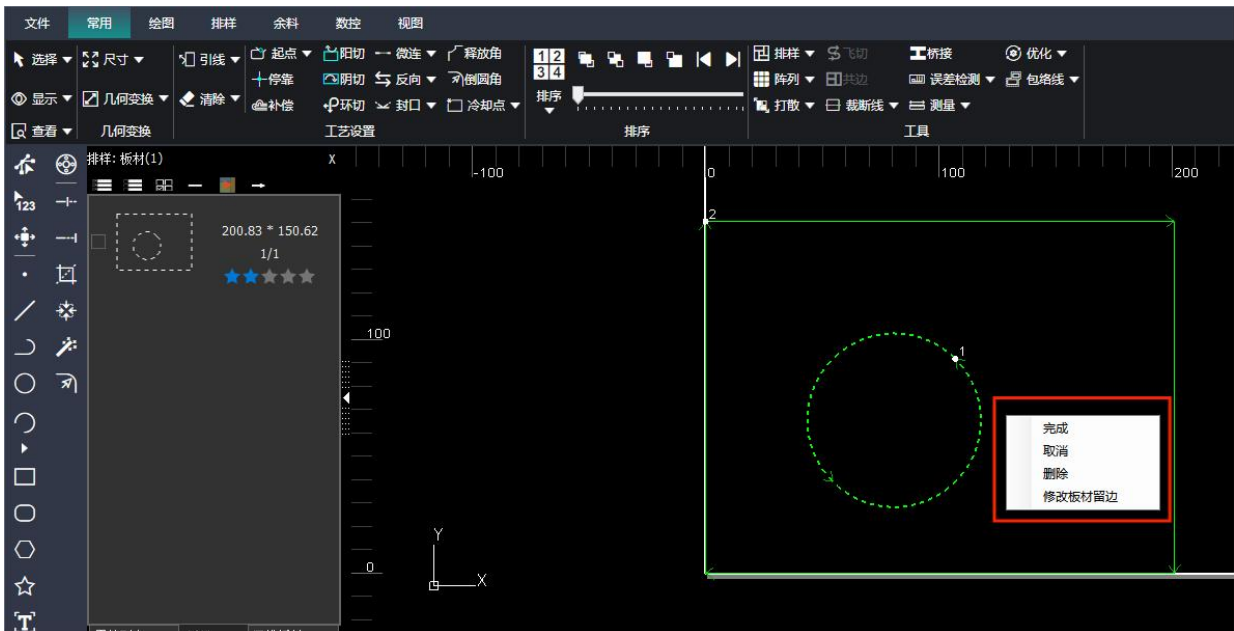 文件 常用 绘图 排样 余料 数控 视图
选择 尺寸 引线 起点 阳切 微连 释放角 1 2 排样 飞切 桥接 优化
停靠 阴切 反向 倒圆角 3 4 阵列 共边 误差检测 包络线
显示 几何变换 清除 补偿 环切 封口 冷却点 排序 打散 裁断线 测量
查看 几何变换 工艺设置 排序 工具
排样: 板材(1) X
-100 0 100 200
123
200.83 * 150.62
1/1
2
100
1
完成
取消
删除
修改板材留边
Y
0
X
T